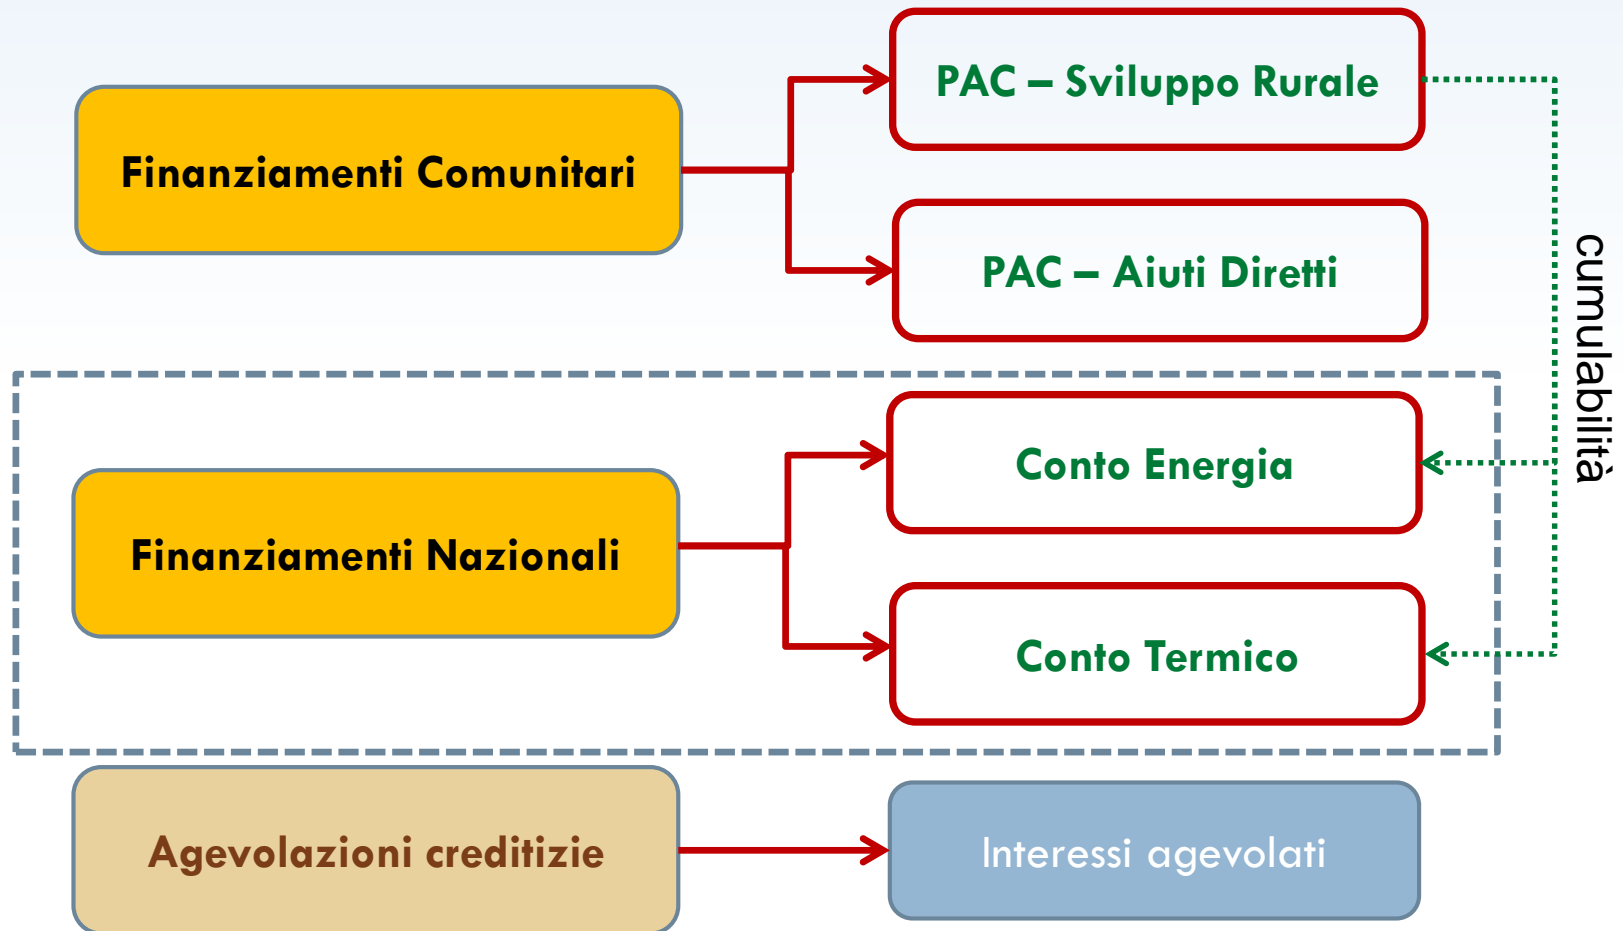 Finanziamenti Comunitari
PAC – Sviluppo Rurale
PAC – Aiuti Diretti
cumulabilità
Finanziamenti Nazionali
Conto Energia
Conto Termico
Agevolazioni creditizie
Interessi agevolati